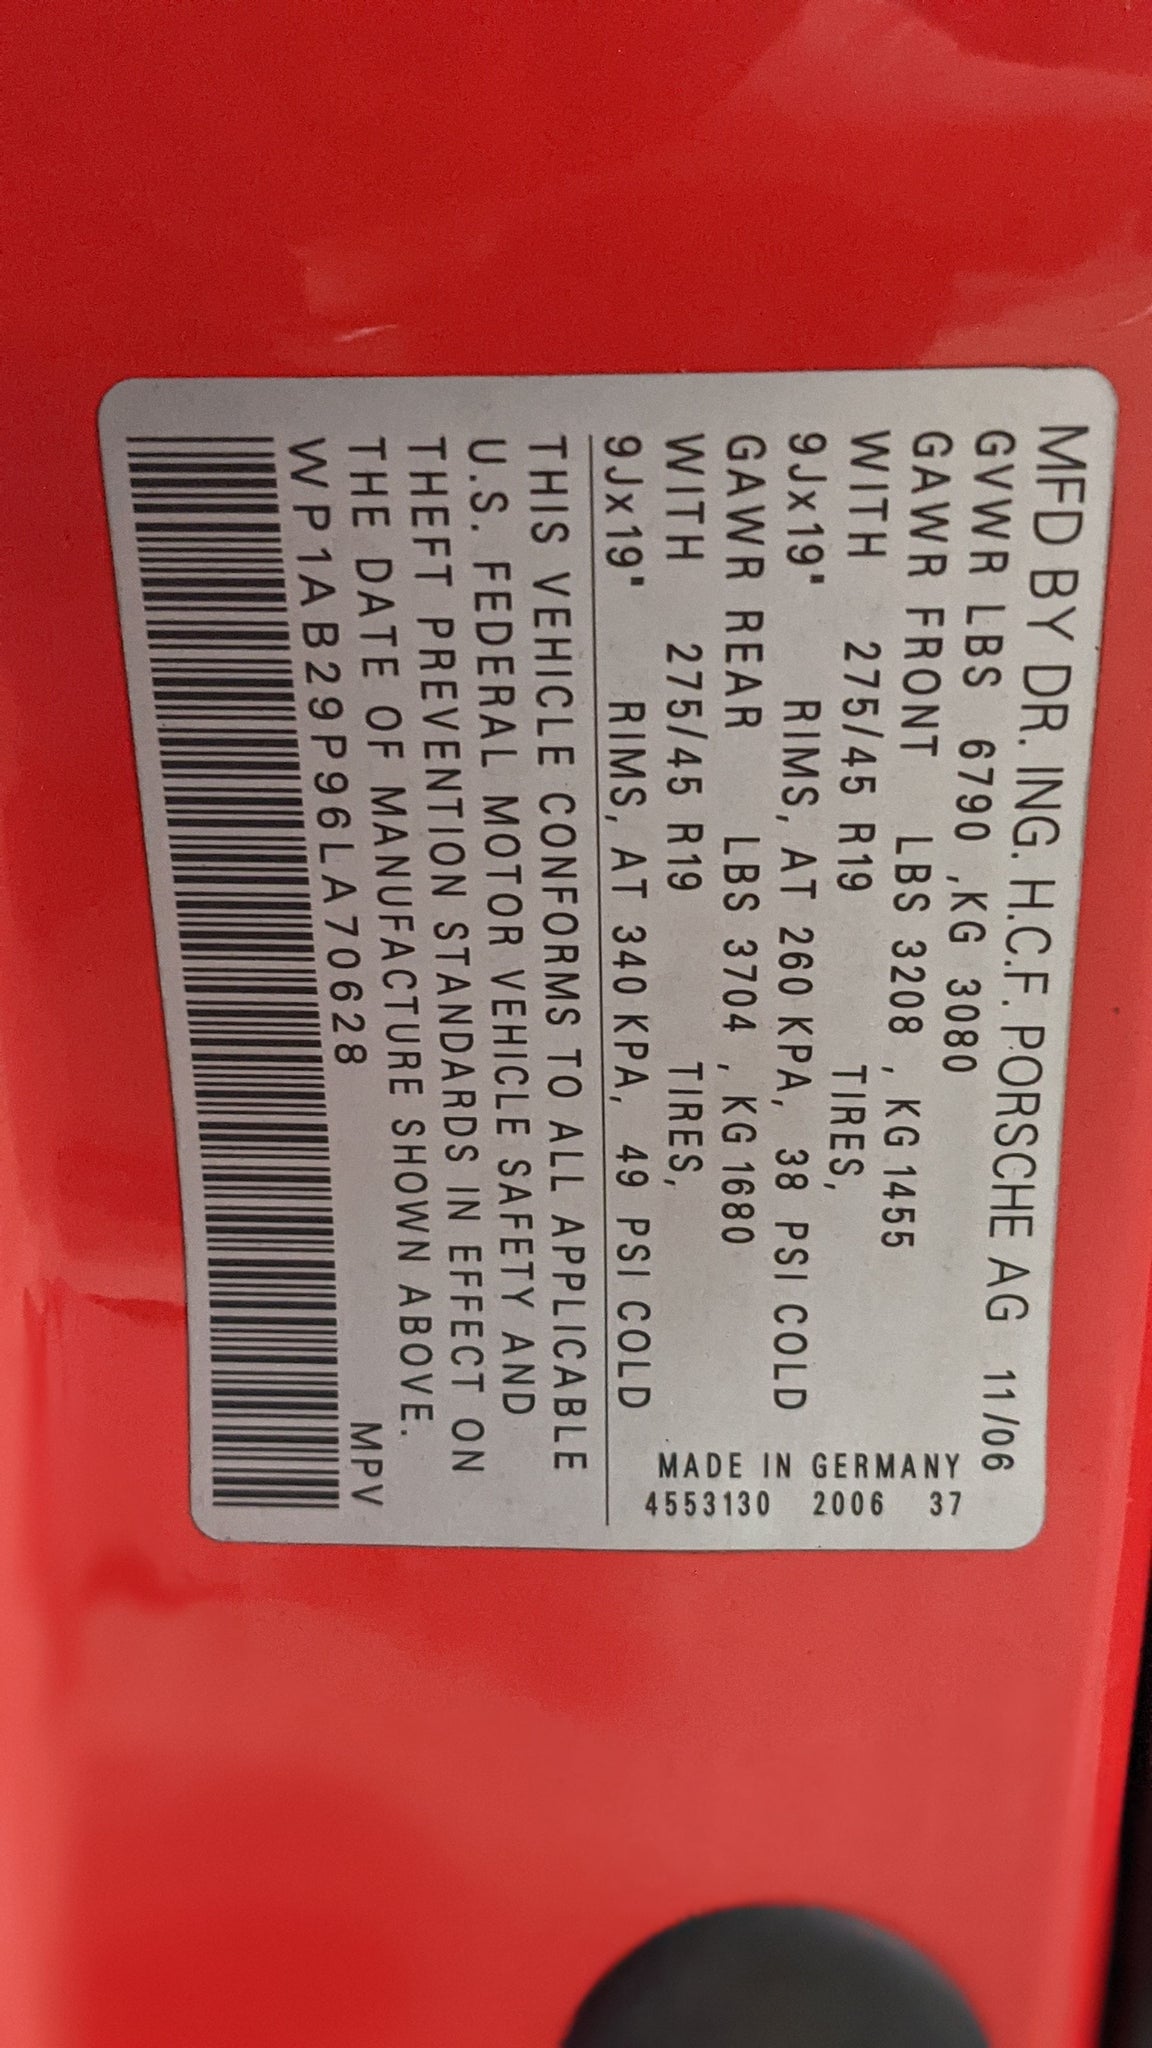 MFD BY DR. ING. H.C.F. PORSCHE AG 11/06
GVWR LBS 6790 ,KG 3080
GAWR FRONT LBS 3208 , KG 1455
WITH 275/45 R19 TIRES,
9Jx19" RIMS, AT 260 KPA, 38 PSI COLD
GAWR REAR LBS 3704 , KG 1680
WITH 275/45 R19 TIRES,
9Jx19" RIMS, AT 340 KPA, 49 PSI COLD
MADE IN GERMANY
4553130 2006 37
THIS VEHICLE CONFORMS TO ALL APPLICABLE
U.S. FEDERAL MOTOR VEHICLE SAFETY AND
THEFT PREVENTION STANDARDS IN EFFECT ON
THE DATE OF MANUFACTURE SHOWN ABOVE.
WP1AB29P96LA70628 MPV